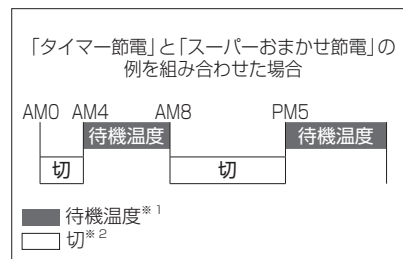 「タイマー節電」と「スーパーおまかせ節電」の
例を組み合わせた場合
AM0 AM4 AM8 PM5
待機温度 待機温度
切 切
待機温度※1
切※2